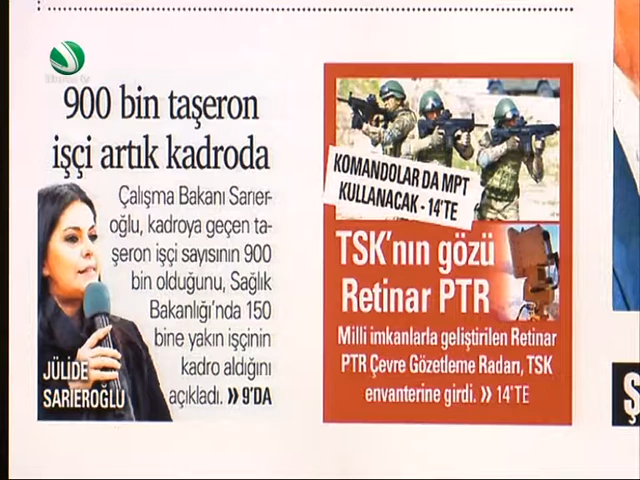 900 bin taşeron
işçi artık kadroda
Çalışma Bakanı Sarıer-
oğlu, kadroya geçen ta-
şeron işçi sayısının 900
bin olduğunu, Sağlık
Bakanlığı'nda 150
bine yakın işçinin
kadro aldığını
açıkladı. » 9'DA
JÜLİDE
SARIEROĞLU
KOMANDOLAR DA MPT
KULLANACAK - 14'TE
TSK'nın gözü
Retinar PTR
Milli imkanlarla geliştirilen Retinar
PTR Çevre Gözetleme Radarı, TSK
envanterine girdi. » 14'TE
Ş